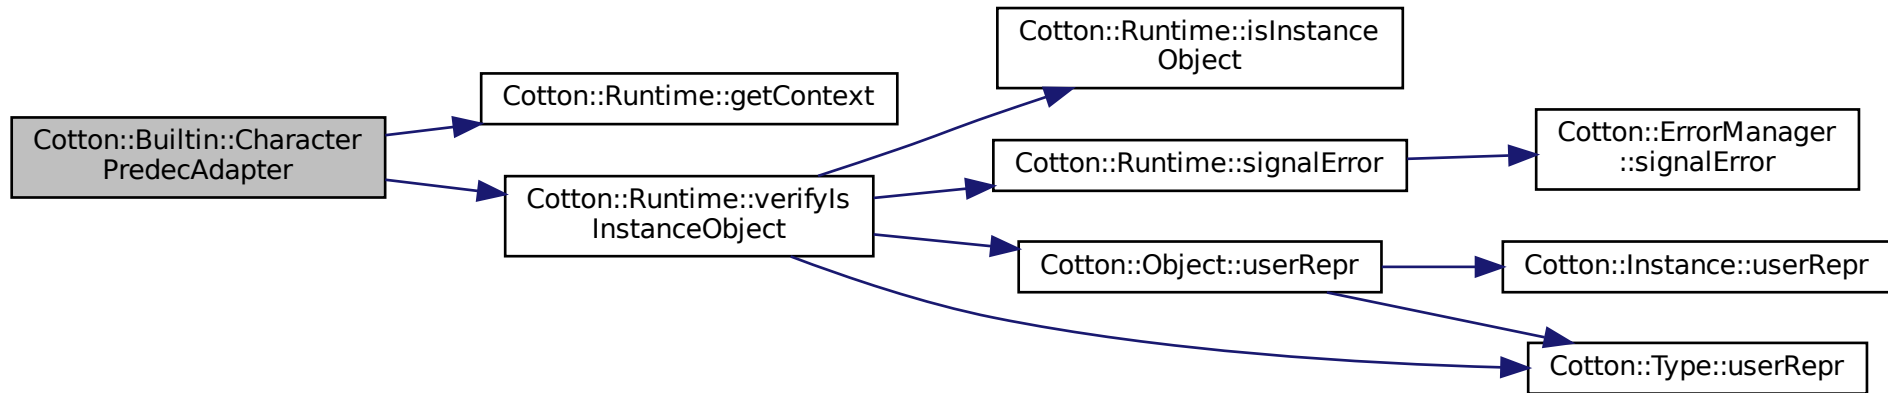 Cotton::Builtin::Character
PredecAdapter
Cotton::Runtime::getContext
Cotton::Runtime::verifyIs
InstanceObject
Cotton::Runtime::isInstance
Object
Cotton::Runtime::signalError
Cotton::ErrorManager
::signalError
Cotton::Object::userRepr
Cotton::Instance::userRepr
Cotton::Type::userRepr